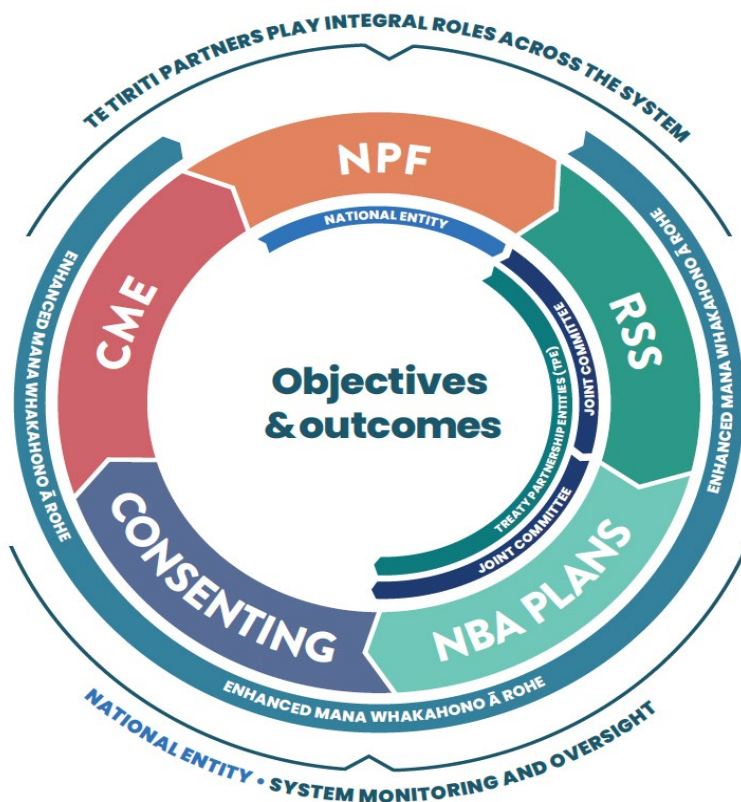 TE TIRITI PARTNERS PLAY INTEGRAL ROLES ACROSS THE SYSTEM
NPF
NATIONAL ENTITY
ENHANCED MANA WHAKAHONO Ā ROHE
CME
RSS
ENHANCED MANA WHAKAHONO Ā ROHE
JOINT COMMITTEE
TREATY PARTNERSHIP ENTITIES (TPE)
Objectives
& outcomes
JOINT COMMITTEE
CONSENTING
NBA PLANS
ENHANCED MANA WHAKAHONO Ā ROHE
NATIONAL ENTITY • SYSTEM MONITORING AND OVERSIGHT